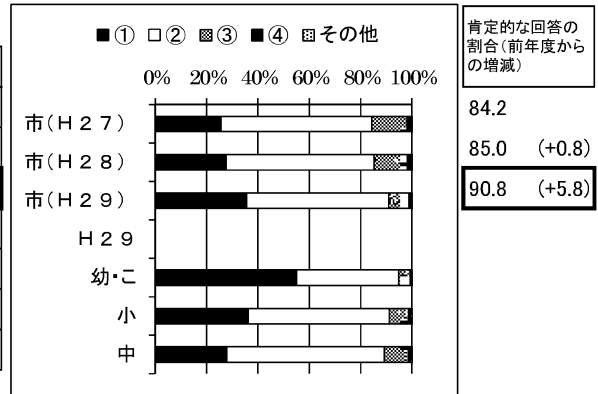 ■① □② ▩③ ■④ ▩その他
0% 20% 40% 60% 80% 100%
市(H27)
市(H28)
市(H29)
H29
幼・こ
小
中
肯定的な回答の
割合(前年度から
の増減)
84.2
85.0 (+0.8)
90.8 (+5.8)